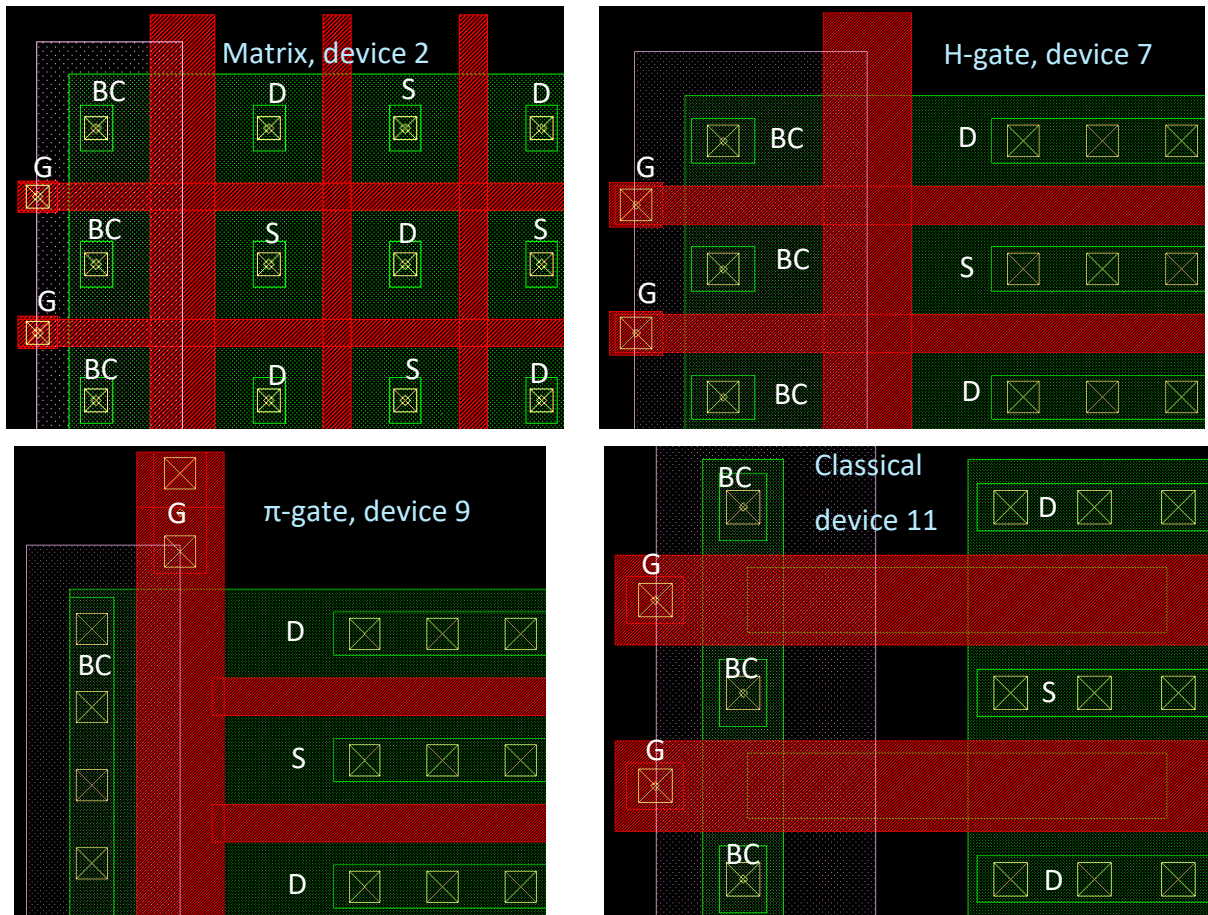 Matrix, device 2
BC
D
S
D
G
BC
S
D
S
G
BC
D
S
D
H-gate, device 7
BC
D
G
BC
S
G
BC
D
π-gate, device 9
G
D
BC
S
D
Classical
device 11
BC
D
G
BC
S
G
BC
D